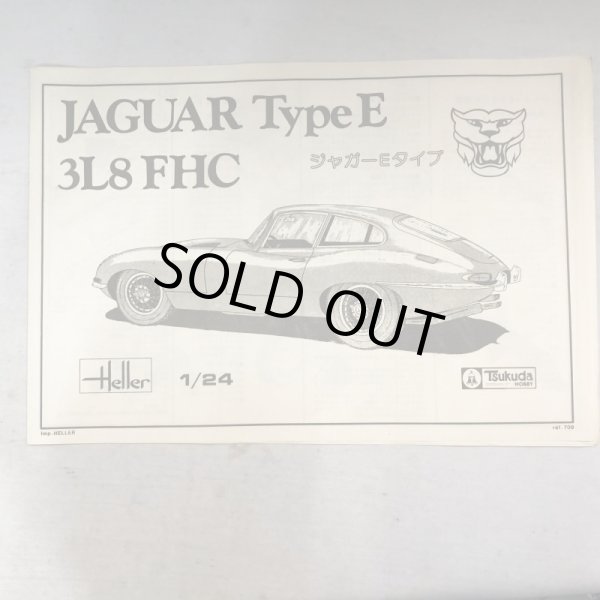 JAGUAR Type E
3L8 FHC
ジャガーEタイプ
SOLD OUT
Heller
1/24
Tsukuda
HOBBY
Imp. HELLER
ref. 709